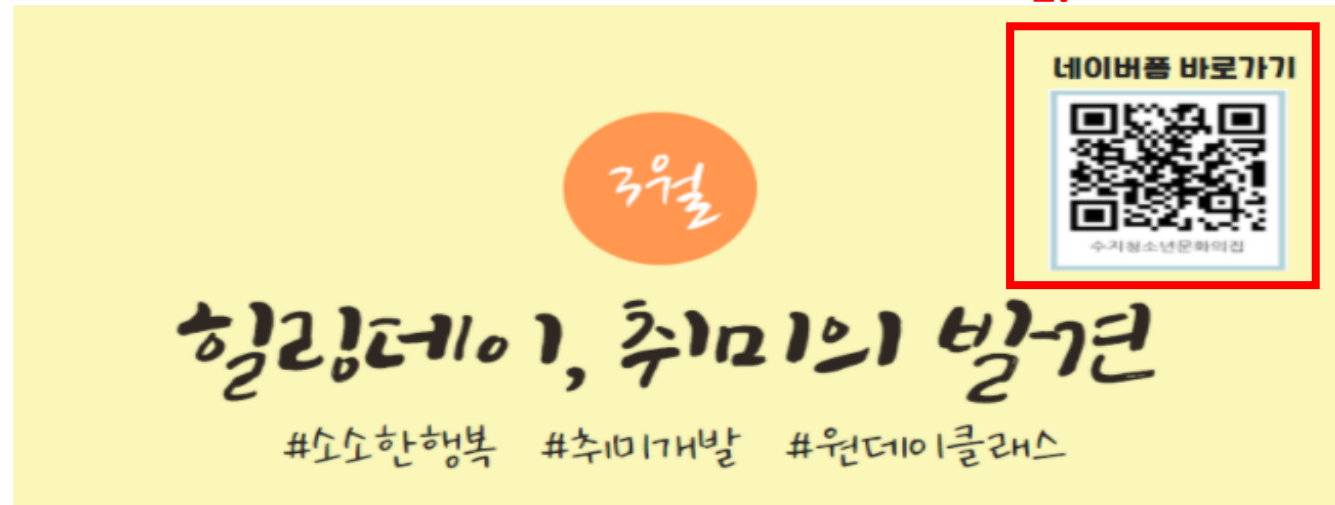 네이버폼 바로가기
수지청소년문화의집
3월
힐링데이, 취미의 발견
#소소한행복 #취미개발 #원데이클래스